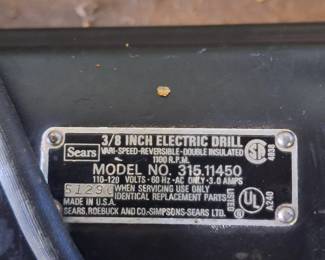 3/8 INCH ELECTRIC DRILL
Sears
VARI-SPEED-REVERSIBLE-DOUBLE INSULATED
1100 R.P.M.
MODEL NO. 315.11450
110-120 VOLTS·60 Hz·AC ONLY·3.0 AMPS
WHEN SERVICING USE ONLY
IDENTICAL REPLACEMENT PARTS
MADE IN U.S.A.
SEARS, ROEBUCK AND CO.-SIMPSONS-SEARS LTD.
LISTED
UL
A240